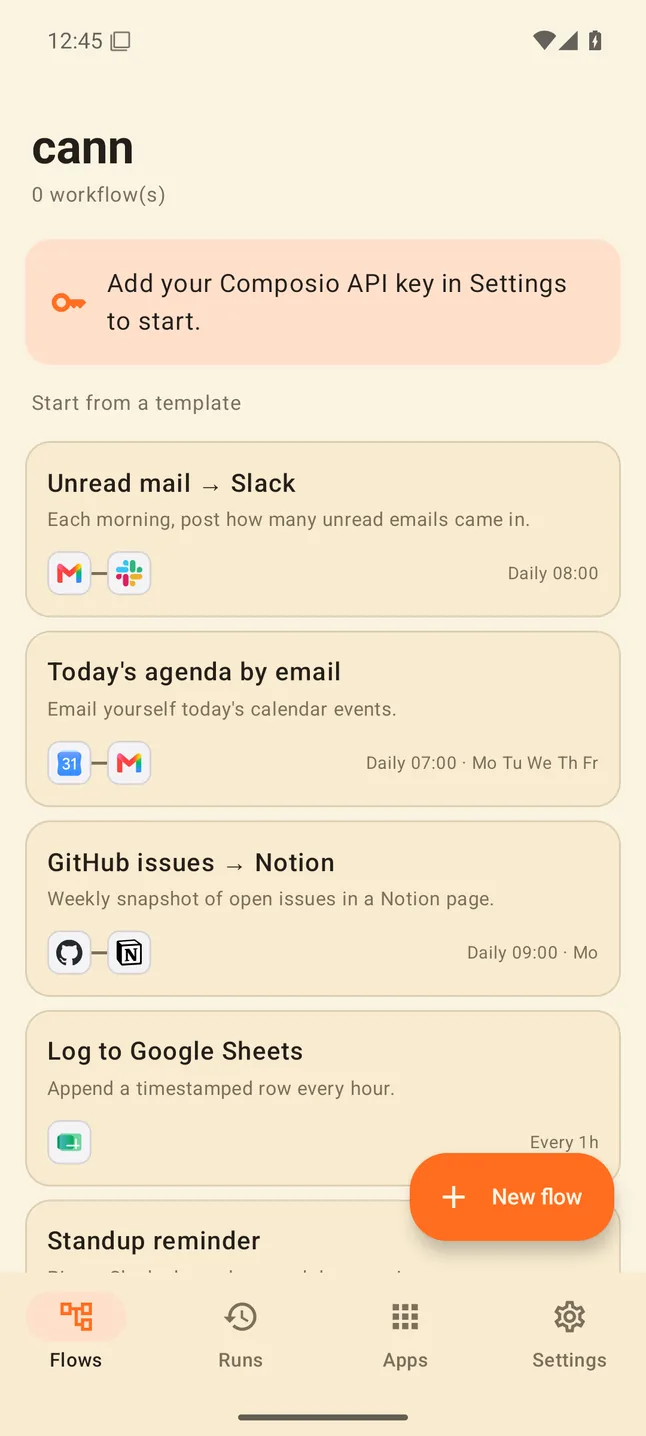 12:45
cann
0 workflow(s)
Add your Composio API key in Settings
to start.
Start from a template
Unread mail → Slack
Each morning, post how many unread emails came in.
Daily 08:00
Today's agenda by email
Email yourself today's calendar events.
31
Daily 07:00 · Mo Tu We Th Fr
GitHub issues → Notion
Weekly snapshot of open issues in a Notion page.
N
Daily 09:00 · Mo
Log to Google Sheets
Append a timestamped row every hour.
Every 1h
+ New flow
Standup reminder
Flows
Runs
Apps
Settings